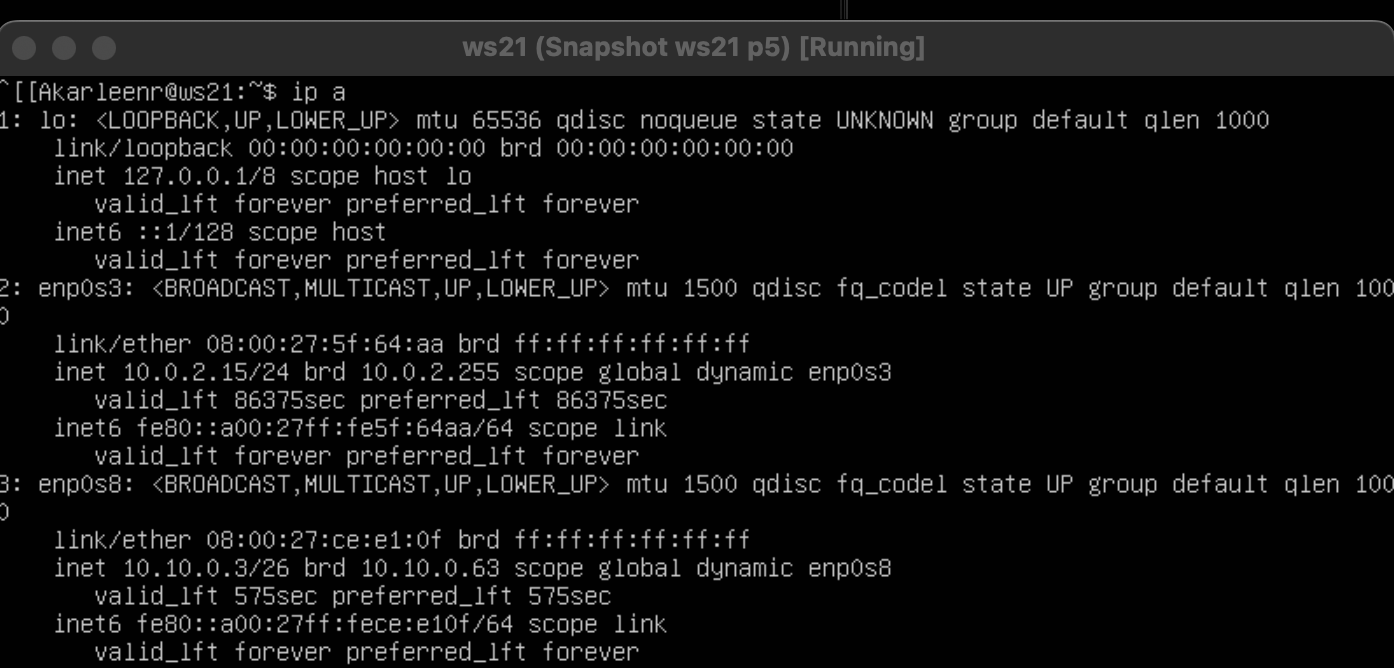 ws21 (Snapshot ws21 p5) [Running]
^[[Akarleenr@ws21:~$ ip a
1: lo: <LOOPBACK,UP,LOWER_UP> mtu 65536 qdisc noqueue state UNKNOWN group default qlen 1000
link/loopback 00:00:00:00:00:00 brd 00:00:00:00:00:00
inet 127.0.0.1/8 scope host lo
valid_lft forever preferred_lft forever
inet6 ::1/128 scope host
valid_lft forever preferred_lft forever
2: enp0s3: <BROADCAST,MULTICAST,UP,LOWER_UP> mtu 1500 qdisc fq_codel state UP group default qlen 100
0
link/ether 08:00:27:5f:64:aa brd ff:ff:ff:ff:ff:ff
inet 10.0.2.15/24 brd 10.0.2.255 scope global dynamic enp0s3
valid_lft 86375sec preferred_lft 86375sec
inet6 fe80::a00:27ff:fe5f:64aa/64 scope link
valid_lft forever preferred_lft forever
3: enp0s8: <BROADCAST,MULTICAST,UP,LOWER_UP> mtu 1500 qdisc fq_codel state UP group default qlen 100
0
link/ether 08:00:27:ce:e1:0f brd ff:ff:ff:ff:ff:ff
inet 10.10.0.3/26 brd 10.10.0.63 scope global dynamic enp0s8
valid_lft 575sec preferred_lft 575sec
inet6 fe80::a00:27ff:fece:e10f/64 scope link
valid_lft forever preferred_lft forever